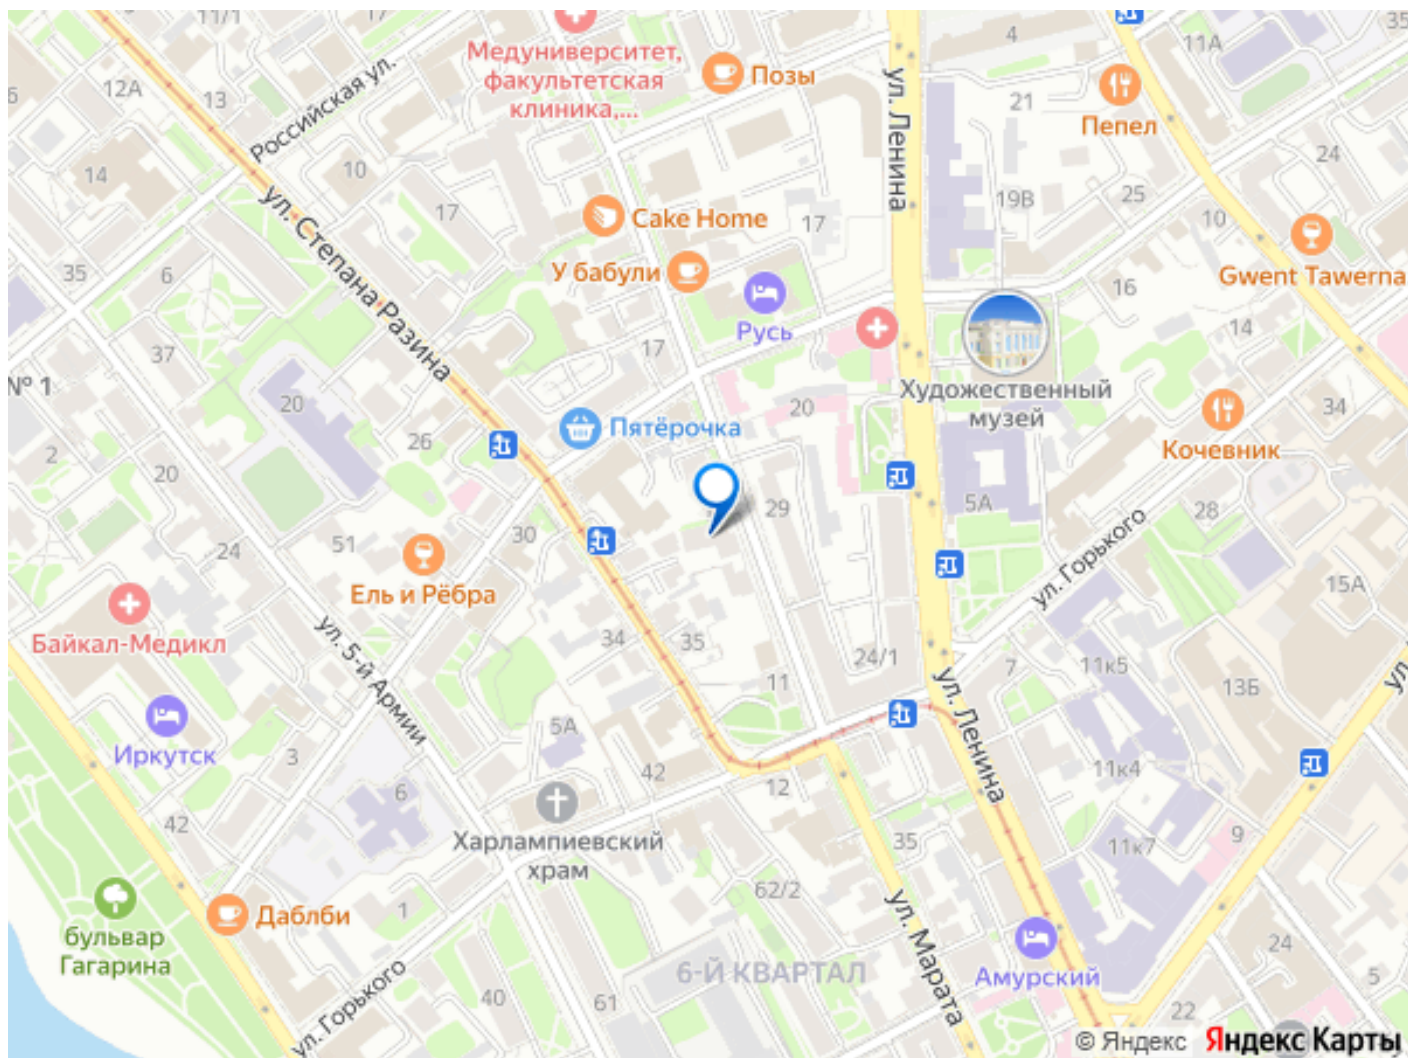 11/1
4
11А
35
Медуниверситет,
факультетская
клиника,...
Позы
ул. Ленина
Пепел
12А
13
Российская ул.
21
24
14
10
17
ул. Степана Разина
Cake Home
17
19В
25
10
Gwent Tawerna
35
6
У бабули
Русь
16
14
37
17
№ 1
20
Художественный
музей
20
34
Пятёрочка
26
Кочевник
2
20
5А
28
29
ул. Горького
24
51
30
Ель и Рёбра
15А
Байкал-Медикл
ул. 5-й Армии
34
35
24/1
7
11к5
13Б
ул. Ленина
11
5А
Иркутск
3
42
12
11к4
6
42
Харлампиевский
храм
35
11к7
9
62/2
ул. Марата
1
Даблби
бульвар
Гагарина
24
6-Й КВАРТАЛ
Амурский
5
ул. Горького
40
61
22
© Яндекс Яндекс Карты